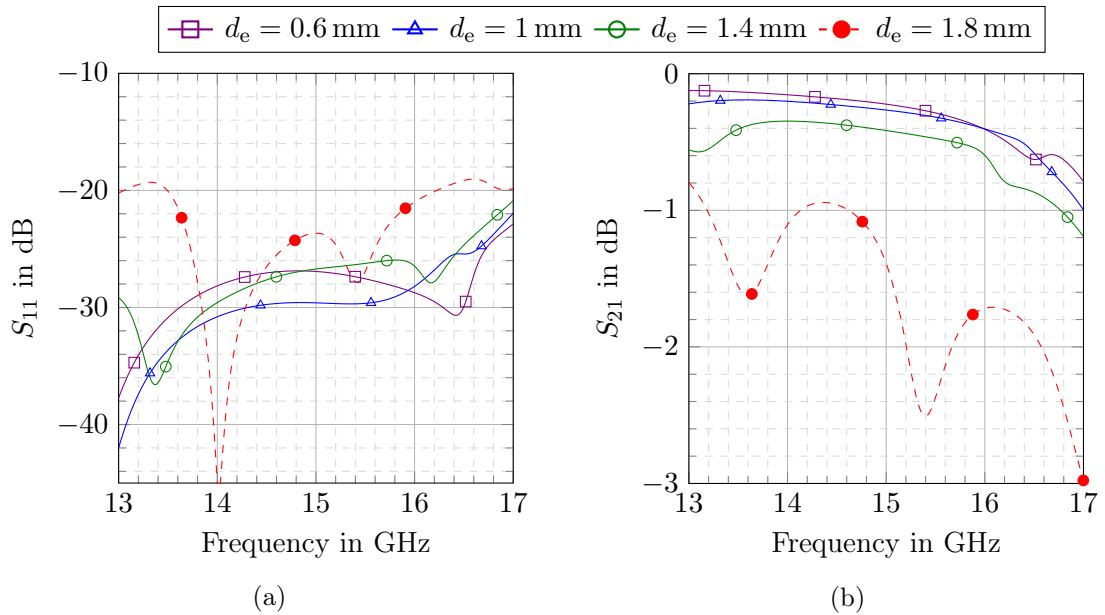 d_e = 0.6 mm d_e = 1 mm d_e = 1.4 mm d_e = 1.8 mm
−10
−20
−30
−40
13 14 15 16 17
S_11 in dB
Frequency in GHz
(a)
0
−1
−2
−3
13 14 15 16 17
S_21 in dB
Frequency in GHz
(b)